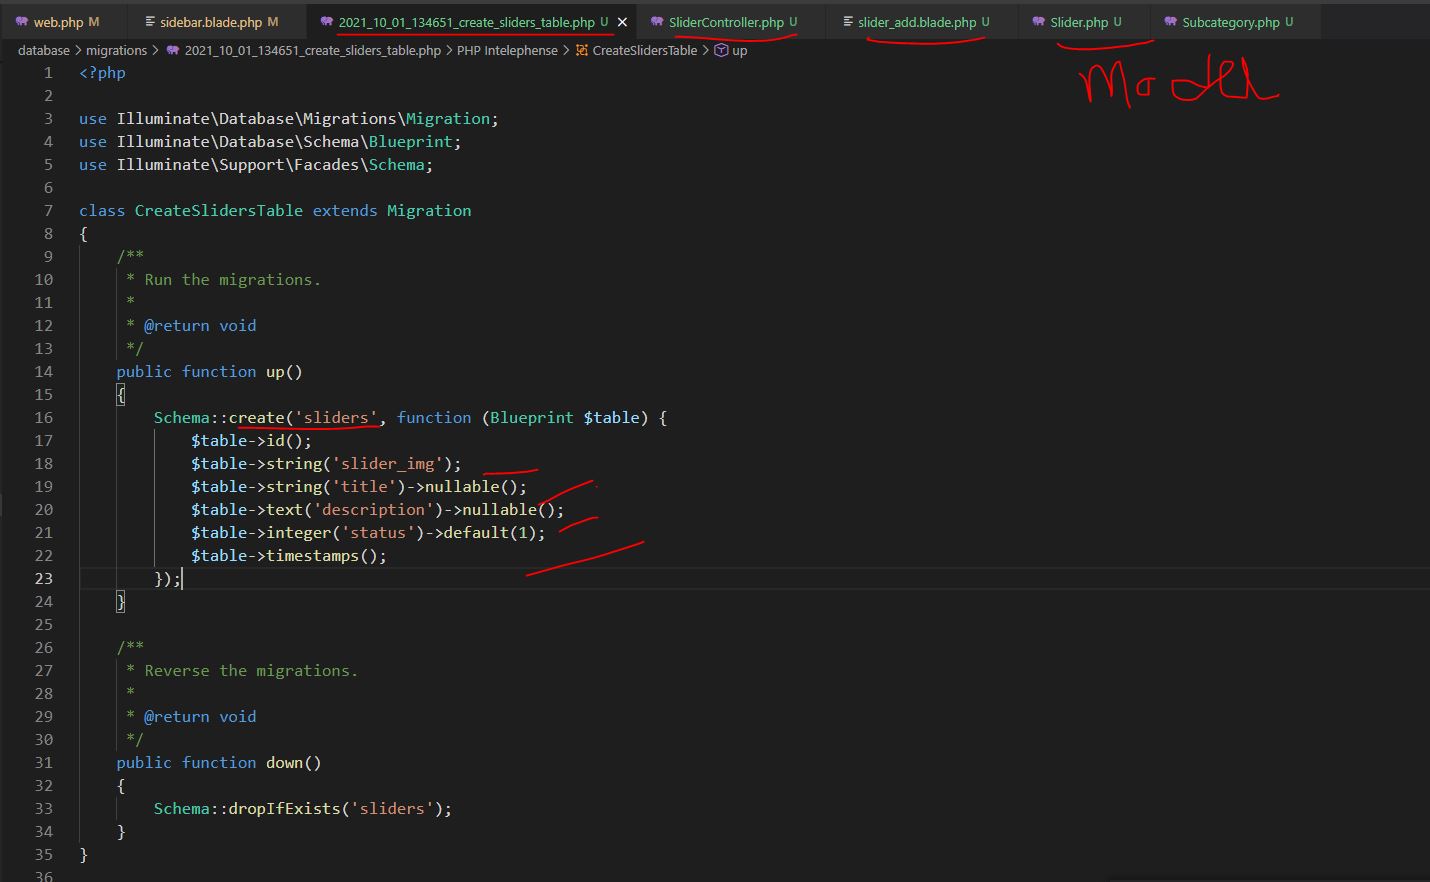 web.php M
sidebar.blade.php M
2021_10_01_134651_create_sliders_table.php U
SliderController.php U
slider_add.blade.php U
Slider.php U
Subcategory.php U
database > migrations > 2021_10_01_134651_create_sliders_table.php > PHP Intelephense > CreateSlidersTable > up
Model
1 <?php
2
3 use Illuminate\Database\Migrations\Migration;
4 use Illuminate\Database\Schema\Blueprint;
5 use Illuminate\Support\Facades\Schema;
6
7 class CreateSlidersTable extends Migration
8 {
9 /**
10 * Run the migrations.
11 *
12 * @return void
13 */
14 public function up()
15 {
16 Schema::create('sliders', function (Blueprint $table) {
17 $table->id();
18 $table->string('slider_img');
19 $table->string('title')->nullable();
20 $table->text('description')->nullable();
21 $table->integer('status')->default(1);
22 $table->timestamps();
23 });
24 }
25
26 /**
27 * Reverse the migrations.
28 *
29 * @return void
30 */
31 public function down()
32 {
33 Schema::dropIfExists('sliders');
34 }
35 }
36